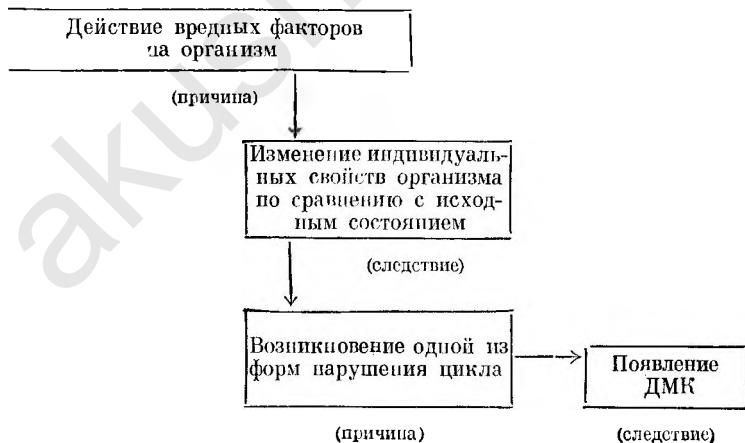 Действие вредных факторов
на организм
(причина)
Изменение индивидуаль-
ных свойств организма
по сравнению с исход-
ным состоянием
(следствие)
Возникновение одной из
форм нарушения цикла
Появление
ДМК
(причина)
(следствие)
akush